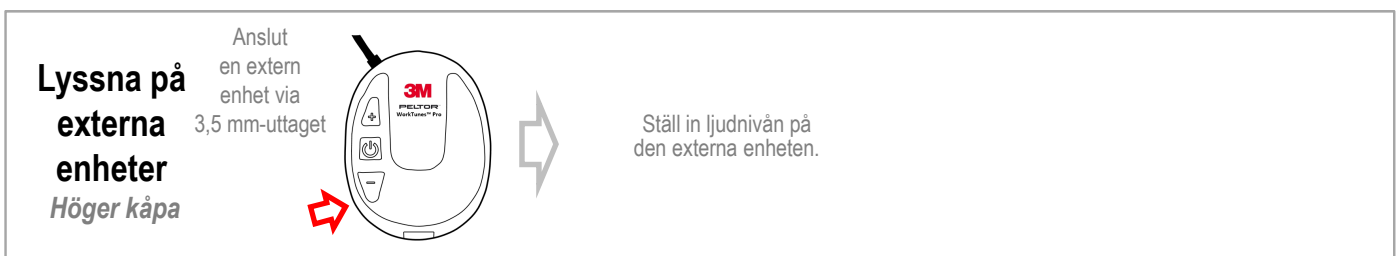 Lyssna på
externa
enheter
Höger kåpa
Anslut
en extern
enhet via
3,5 mm-uttaget
3M
PELTOR
WorkTunes™ Pro
+
−
Ställ in ljudnivån på
den externa enheten.